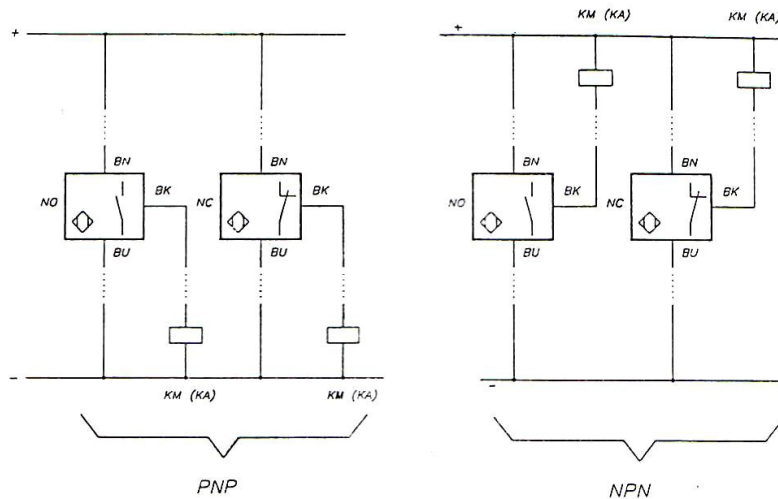 KM (KA) KM (KA)
+ +
BN BN BN BN
NO BK NC BK NO BK NC BK
BU BU BU BU
− −
KM (KA) KM (KA)
PNP NPN